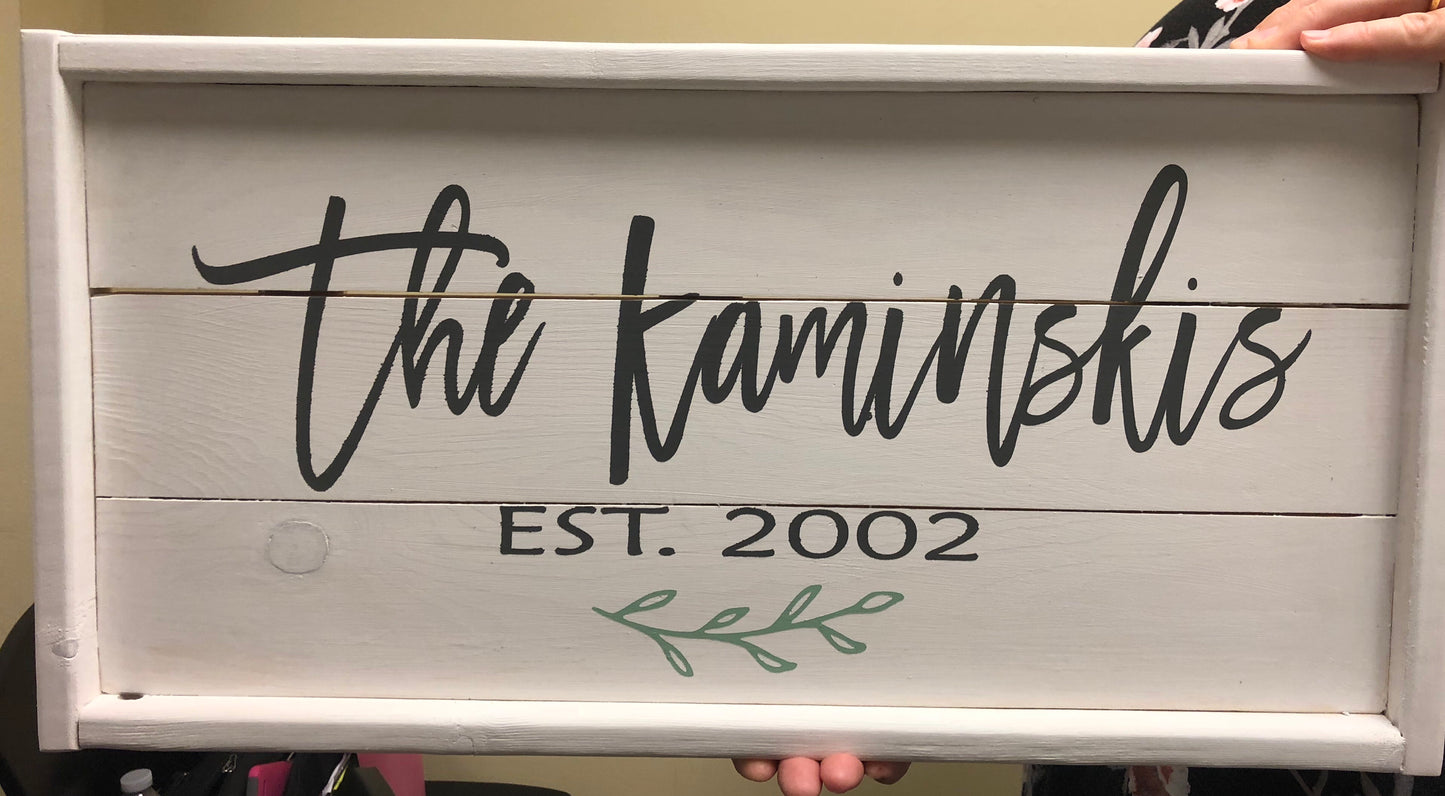 the Kaminskis
EST. 2002